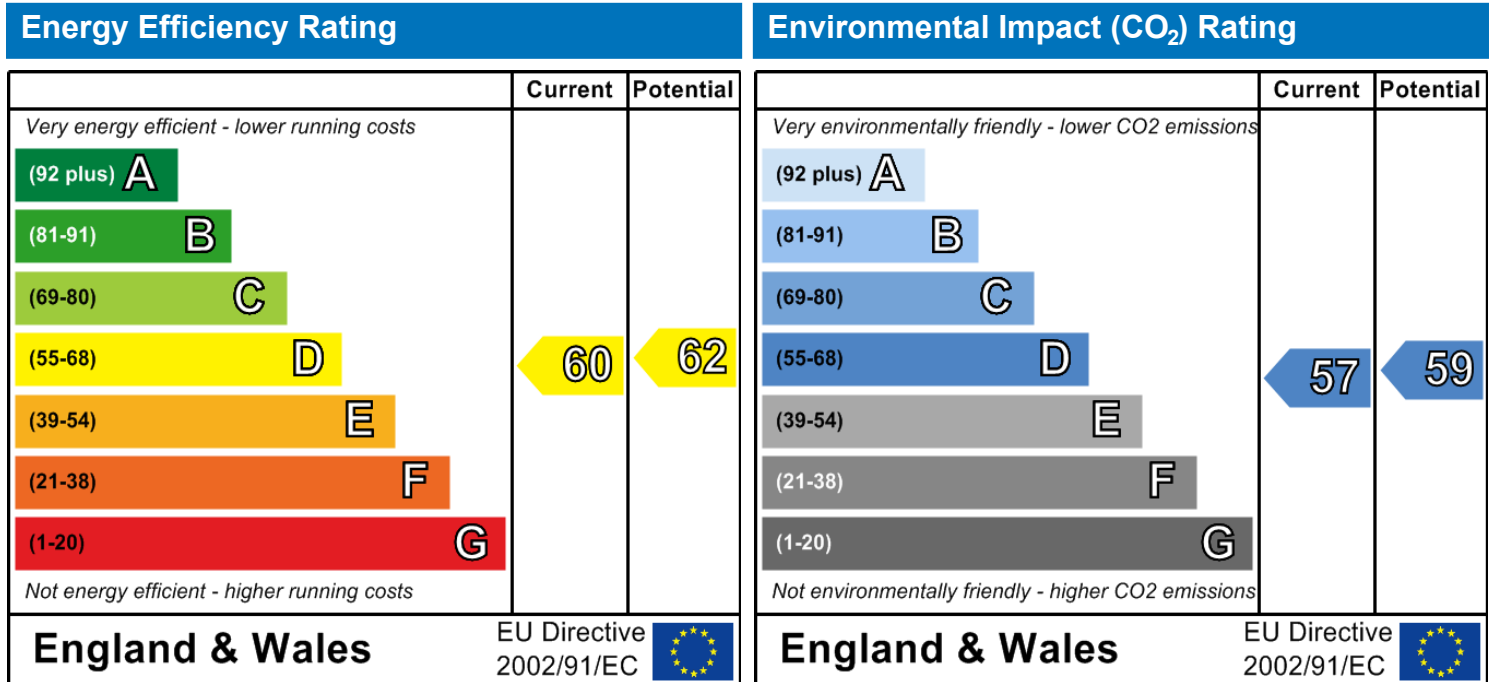 Energy Efficiency Rating
Current Potential
Very energy efficient - lower running costs
(92 plus) A
(81-91) B
(69-80) C
(55-68) D
60
62
(39-54) E
(21-38) F
(1-20) G
Not energy efficient - higher running costs
England & Wales
EU Directive
2002/91/EC
Environmental Impact (CO₂) Rating
Current Potential
Very environmentally friendly - lower CO2 emissions
(92 plus) A
(81-91) B
(69-80) C
(55-68) D
57
59
(39-54) E
(21-38) F
(1-20) G
Not environmentally friendly - higher CO2 emissions
England & Wales
EU Directive
2002/91/EC